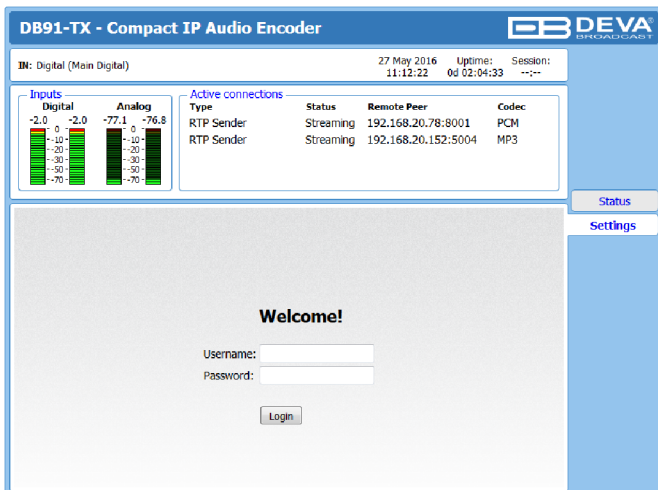 DB91-TX - Compact IP Audio Encoder
DEVA
BROADCAST
IN: Digital (Main Digital)
27 May 2016 Uptime: Session:
11:12:22 0d 02:04:33 --:--
Inputs
Digital Analog
-2.0 -2.0 -77.1 -76.8
- 0 - - 0 -
-10- -10-
-20- -20-
-30- -30-
-50- -50-
-70- -70-
Active connections
Type Status Remote Peer Codec
RTP Sender Streaming 192.168.20.78:8001 PCM
RTP Sender Streaming 192.168.20.152:5004 MP3
Status
Settings
Welcome!
Username:
Password:
Login